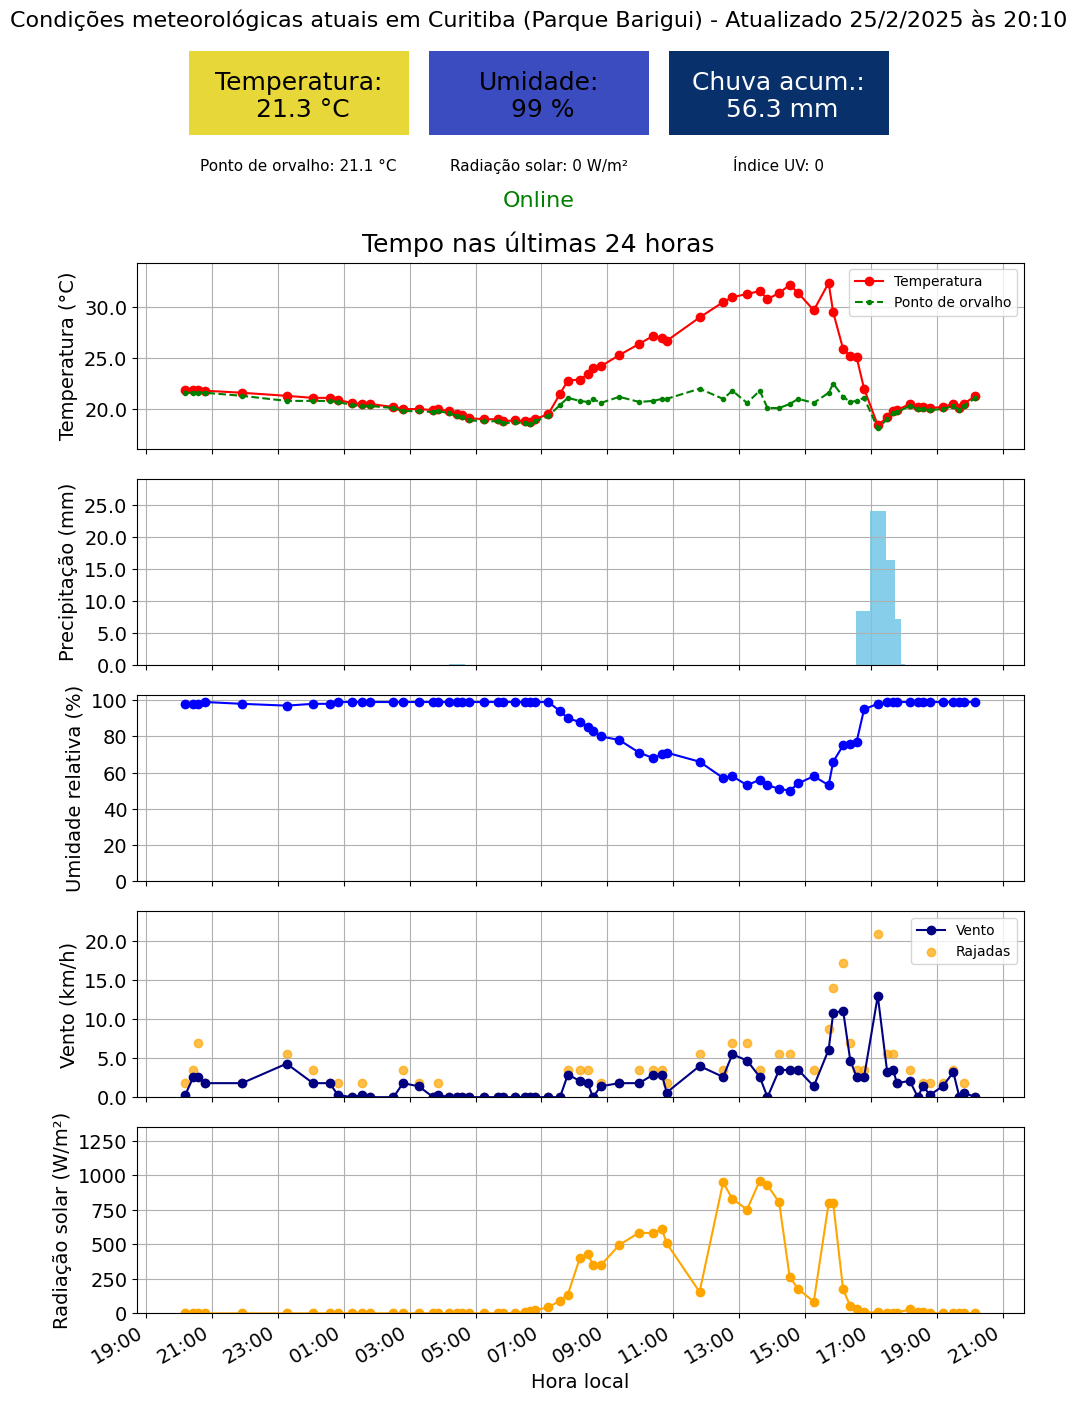 Condições meteorológicas atuais em Curitiba (Parque Barigui) - Atualizado 25/2/2025 às 20:10
Temperatura:
21.3 °C
Umidade:
99 %
Chuva acum.:
56.3 mm
Ponto de orvalho: 21.1 °C
Radiação solar: 0 W/m²
Índice UV: 0
Online
Tempo nas últimas 24 horas
Temperatura (°C)
30.0
25.0
20.0
Temperatura
Ponto de orvalho
Precipitação (mm)
25.0
20.0
15.0
10.0
5.0
0.0
Umidade relativa (%)
100
80
60
40
20
0
Vento (km/h)
20.0
15.0
10.0
5.0
0.0
Vento
Rajadas
Radiação solar (W/m²)
1250
1000
750
500
250
0
19:00
21:00
23:00
01:00
03:00
05:00
07:00
09:00
11:00
13:00
15:00
17:00
19:00
21:00
Hora local